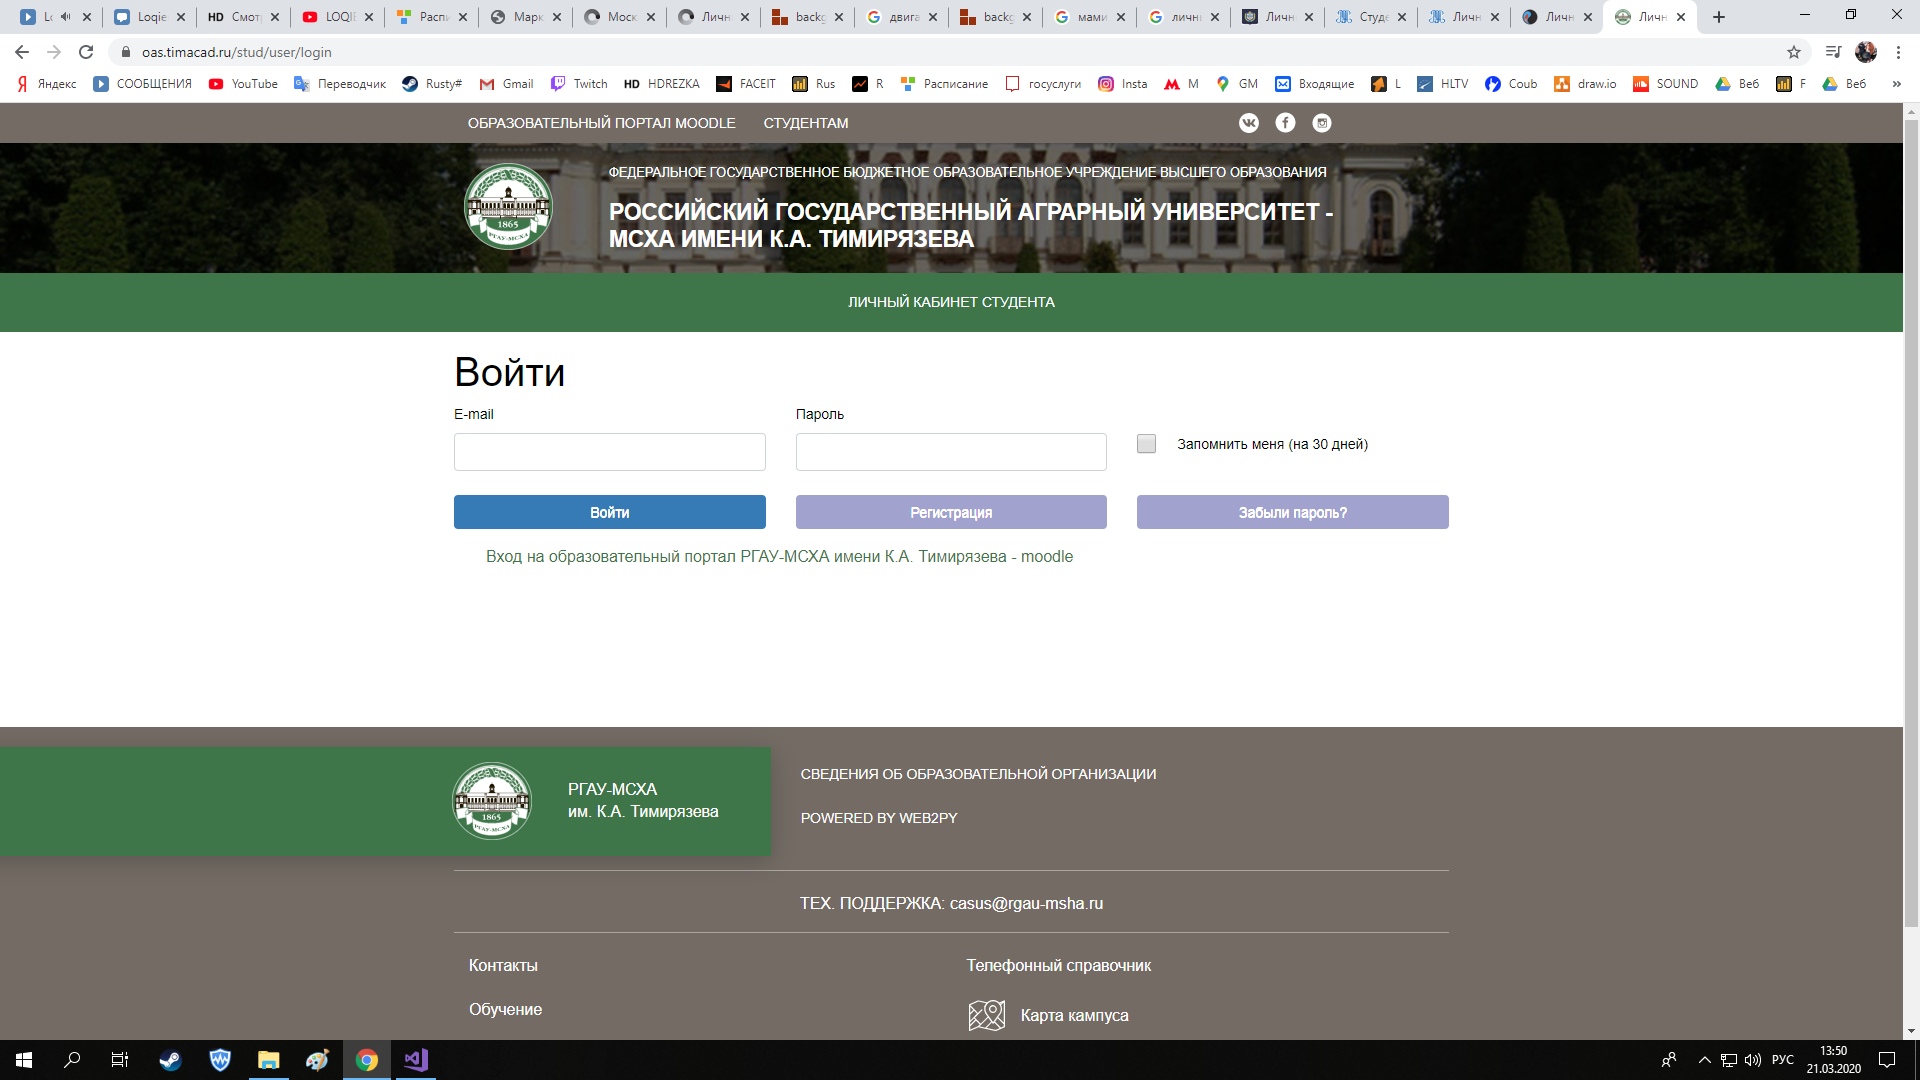 Lo
Loqie
HD Смотр
LOQIE
Распи
Марк
Моск
Личн
backg
двига
backg
мами
личн
Личн
Студе
Личн
Личн
Личн
oas.timacad.ru/stud/user/login
Яндекс СООБЩЕНИЯ YouTube Переводчик Rusty# Gmail Twitch HD HDREZKA FACEIT Rus R Расписание госуслуги Insta M GM Входящие L HLTV Coub draw.io SOUND Веб F Веб »
ОБРАЗОВАТЕЛЬНЫЙ ПОРТАЛ MOODLE СТУДЕНТАМ
ФЕДЕРАЛЬНОЕ ГОСУДАРСТВЕННОЕ БЮДЖЕТНОЕ ОБРАЗОВАТЕЛЬНОЕ УЧРЕЖДЕНИЕ ВЫСШЕГО ОБРАЗОВАНИЯ
РОССИЙСКИЙ ГОСУДАРСТВЕННЫЙ АГРАРНЫЙ УНИВЕРСИТЕТ -
МСХА ИМЕНИ К.А. ТИМИРЯЗЕВА
1865
РГАУ-МСХА
ЛИЧНЫЙ КАБИНЕТ СТУДЕНТА
Войти
E-mail Пароль
Запомнить меня (на 30 дней)
Войти Регистрация Забыли пароль?
Вход на образовательный портал РГАУ-МСХА имени К.А. Тимирязева - moodle
1865
РГАУ-МСХА
РГАУ-МСХА
им. К.А. Тимирязева
СВЕДЕНИЯ ОБ ОБРАЗОВАТЕЛЬНОЙ ОРГАНИЗАЦИИ
POWERED BY WEB2PY
ТЕХ. ПОДДЕРЖКА: casus@rgau-msha.ru
Контакты Телефонный справочник
Обучение Карта кампуса
РУС
13:50
21.03.2020